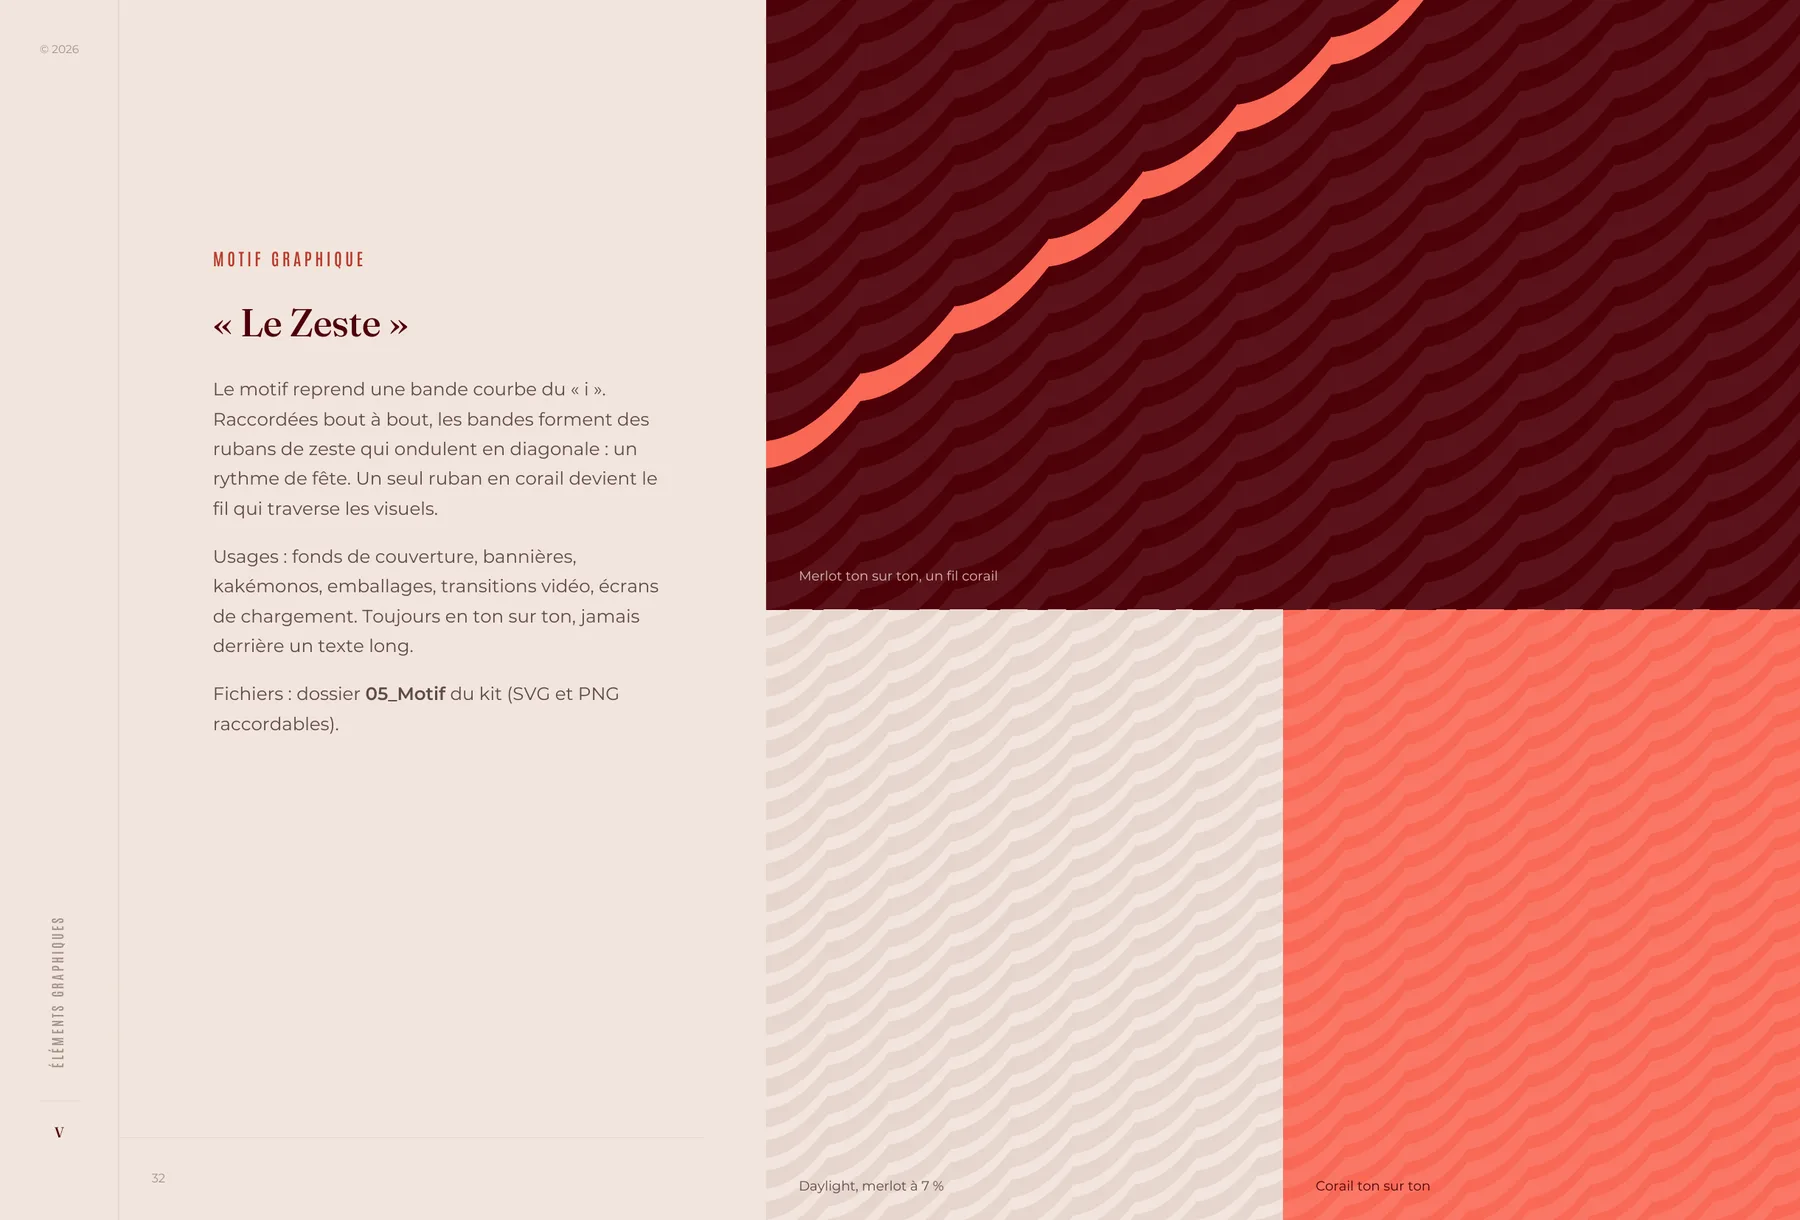 © 2026
MOTIF GRAPHIQUE
« Le Zeste »
Le motif reprend une bande courbe du « i ».
Raccordées bout à bout, les bandes forment des
rubans de zeste qui ondulent en diagonale : un
rythme de fête. Un seul ruban en corail devient le
fil qui traverse les visuels.
Usages : fonds de couverture, bannières,
kakémonos, emballages, transitions vidéo, écrans
de chargement. Toujours en ton sur ton, jamais
derrière un texte long.
Fichiers : dossier 05_Motif du kit (SVG et PNG
raccordables).
Merlot ton sur ton, un fil corail
Daylight, merlot à 7 %
Corail ton sur ton
ÉLÉMENTS GRAPHIQUES
V
32